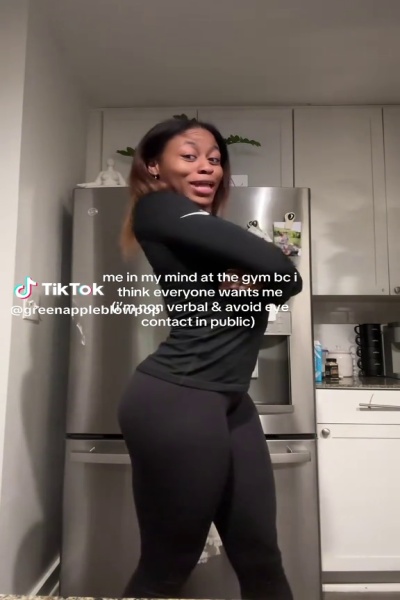 me in my mind at the gym bc i
think everyone wants me
(i'm non verbal & avoid eye
contact in public)
TikTok
@greenappleblowpop